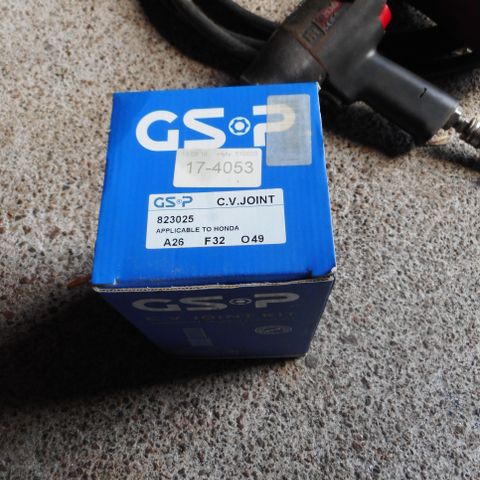 GSP
17-4053
GSP C.V.JOINT
823025
APPLICABLE TO HONDA
A26 F32 O49
GSP
C.V.JOINT KIT